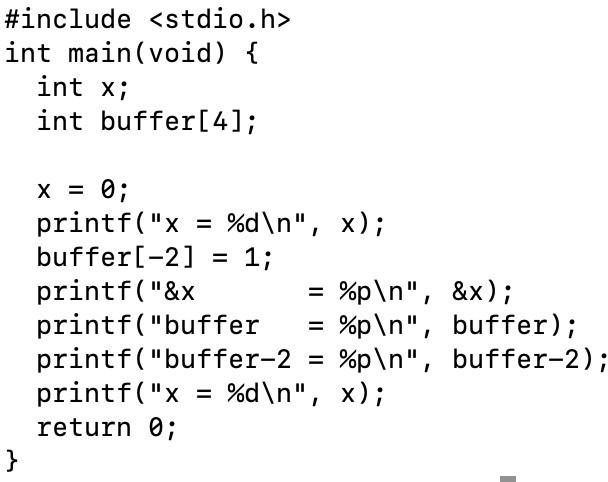 #include <stdio.h>
int main(void) {
  int x;
  int buffer[4];

  x = 0;
  printf("x = %d\n", x);
  buffer[-2] = 1;
  printf("&x       = %p\n", &x);
  printf("buffer   = %p\n", buffer);
  printf("buffer-2 = %p\n", buffer-2);
  printf("x = %d\n", x);
  return 0;
}